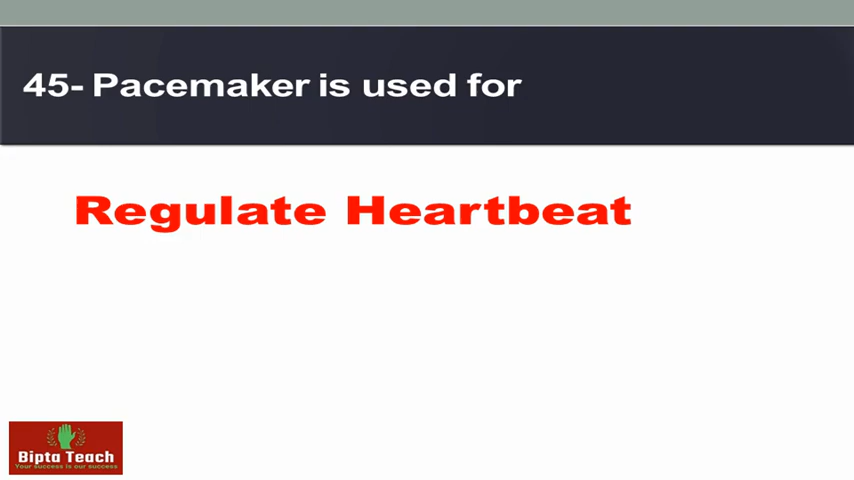 45- Pacemaker is used for
Regulate Heartbeat
Bipta Teach
Your success is our success